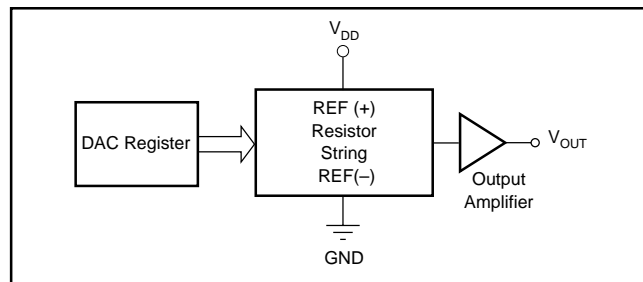 V_DD
DAC Register
REF (+)
Resistor
String
REF(–)
V_OUT
Output
Amplifier
GND